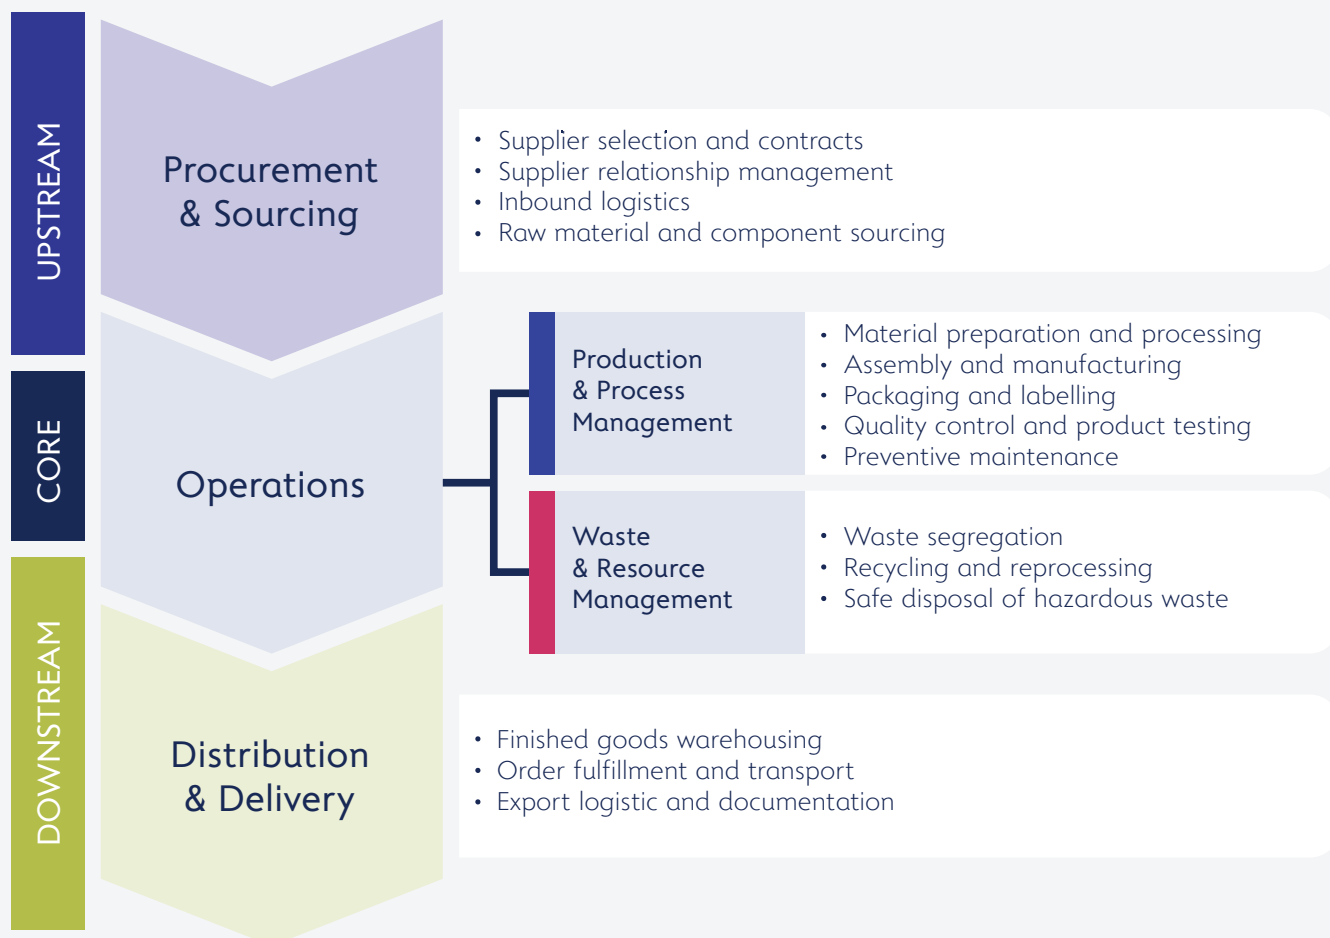 UPSTREAM
Procurement
& Sourcing
• Supplier selection and contracts
• Supplier relationship management
• Inbound logistics
• Raw material and component sourcing
CORE
Operations
Production
& Process
Management
• Material preparation and processing
• Assembly and manufacturing
• Packaging and labelling
• Quality control and product testing
• Preventive maintenance
Waste
& Resource
Management
• Waste segregation
• Recycling and reprocessing
• Safe disposal of hazardous waste
DOWNSTREAM
Distribution
& Delivery
• Finished goods warehousing
• Order fulfillment and transport
• Export logistic and documentation